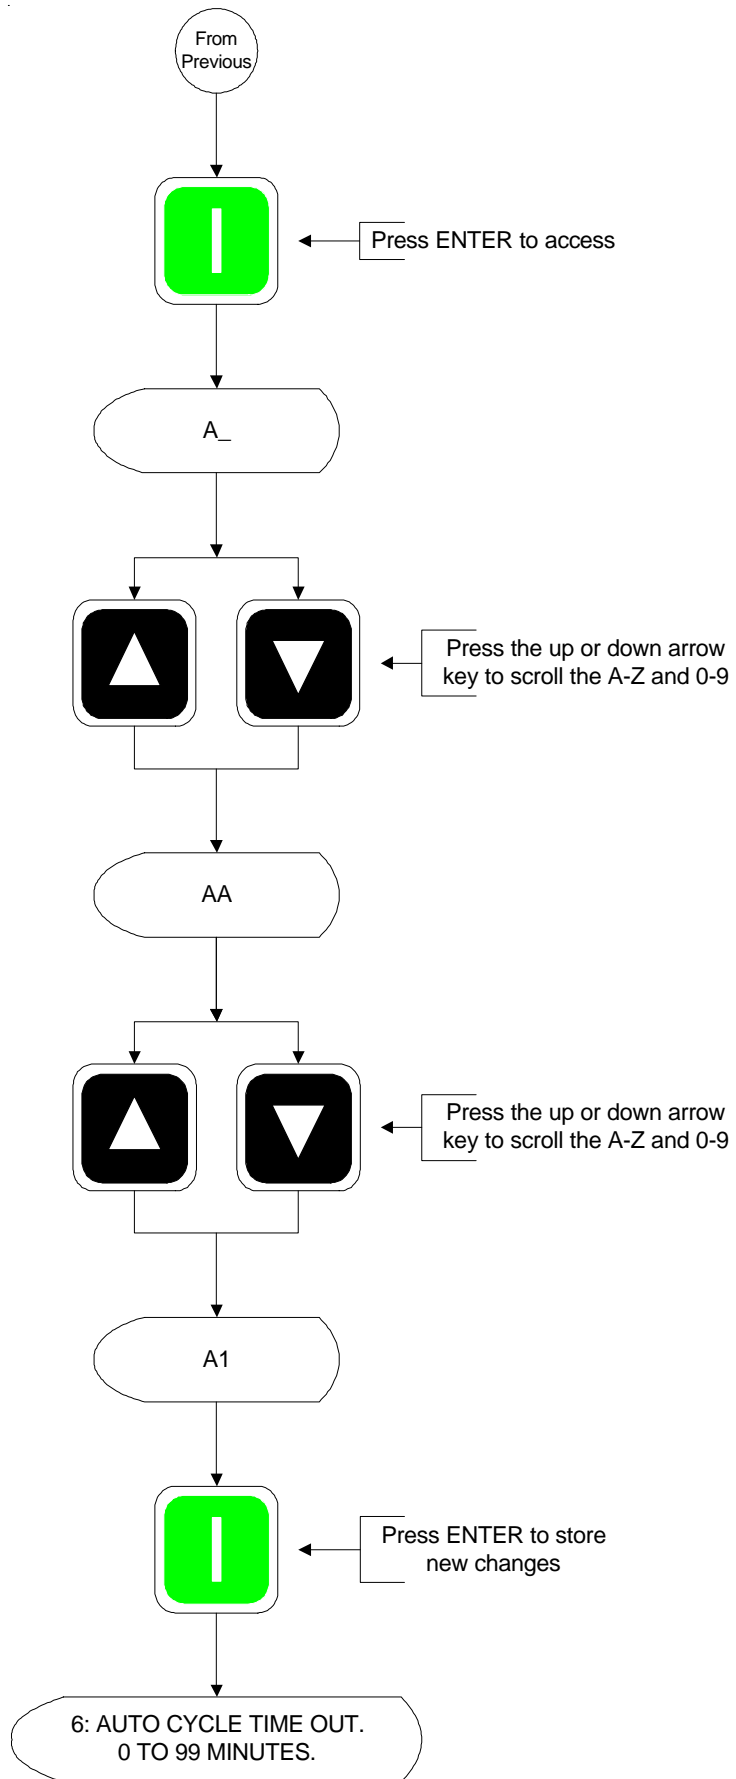 From
Previous
Press ENTER to access
A_
Press the up or down arrow
key to scroll the A-Z and 0-9
AA
Press the up or down arrow
key to scroll the A-Z and 0-9
A1
Press ENTER to store
new changes
6: AUTO CYCLE TIME OUT.
0 TO 99 MINUTES.